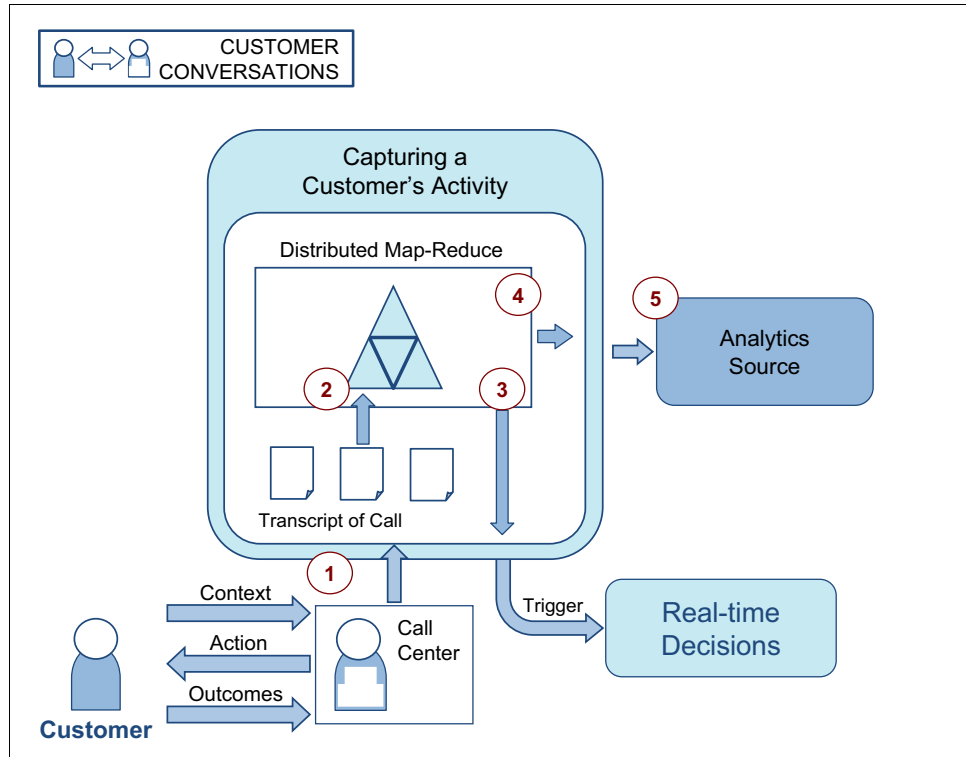 CUSTOMER
CONVERSATIONS
Capturing a
Customer's Activity
Distributed Map-Reduce
4
5
Analytics
Source
2
3
Transcript of Call
1
Context
Trigger
Real-time
Decisions
Call
Center
Action
Outcomes
Customer